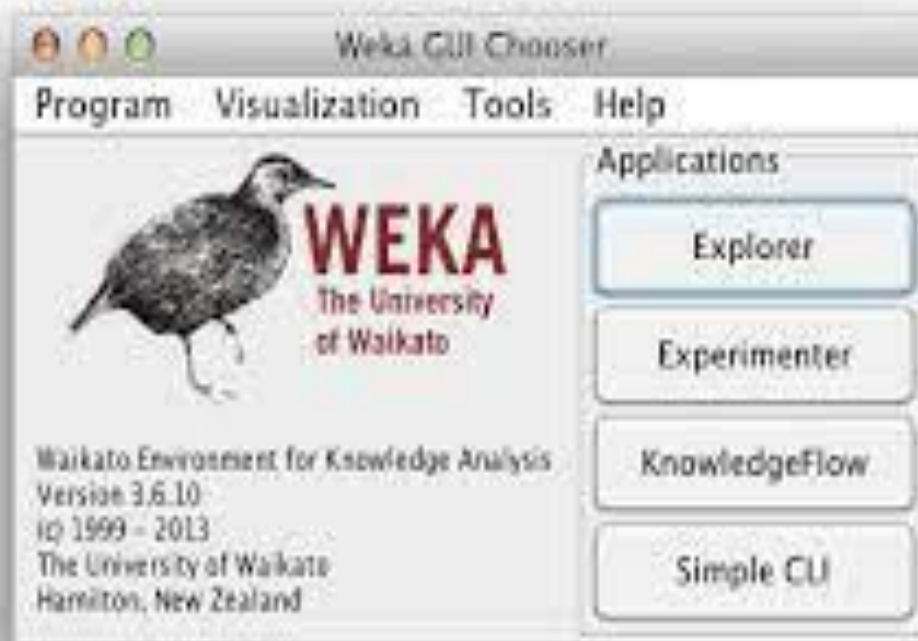 Weka GUI Chooser
Program Visualization Tools Help
WEKA
The University
of Waikato
Waikato Environment for Knowledge Analysis
Version 3.6.10
(c) 1999 - 2013
The University of Waikato
Hamilton, New Zealand
Applications
Explorer
Experimenter
KnowledgeFlow
Simple CLI